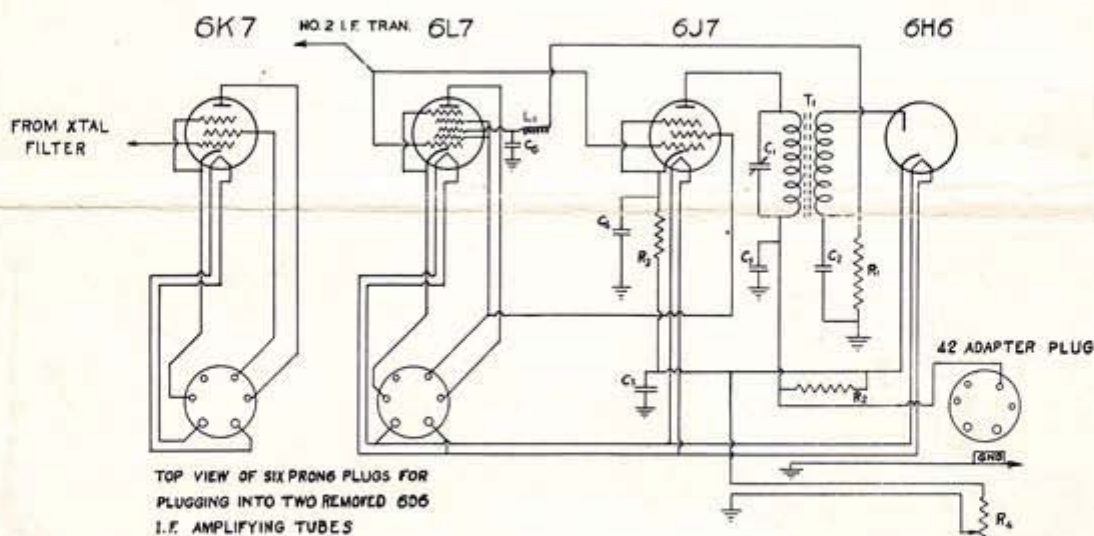 6K7
NO. 2 I.F. TRAN.
6L7
6J7
6H6
FROM XTAL
FILTER
L1
C6
T1
C1
C4
R3
C2
R1
42 ADAPTER PLUG
C3
R2
GND
TOP VIEW OF SIX PRONG PLUGS FOR
PLUGGING INTO TWO REMOVED 6D6
I.F. AMPLIFYING TUBES
R4